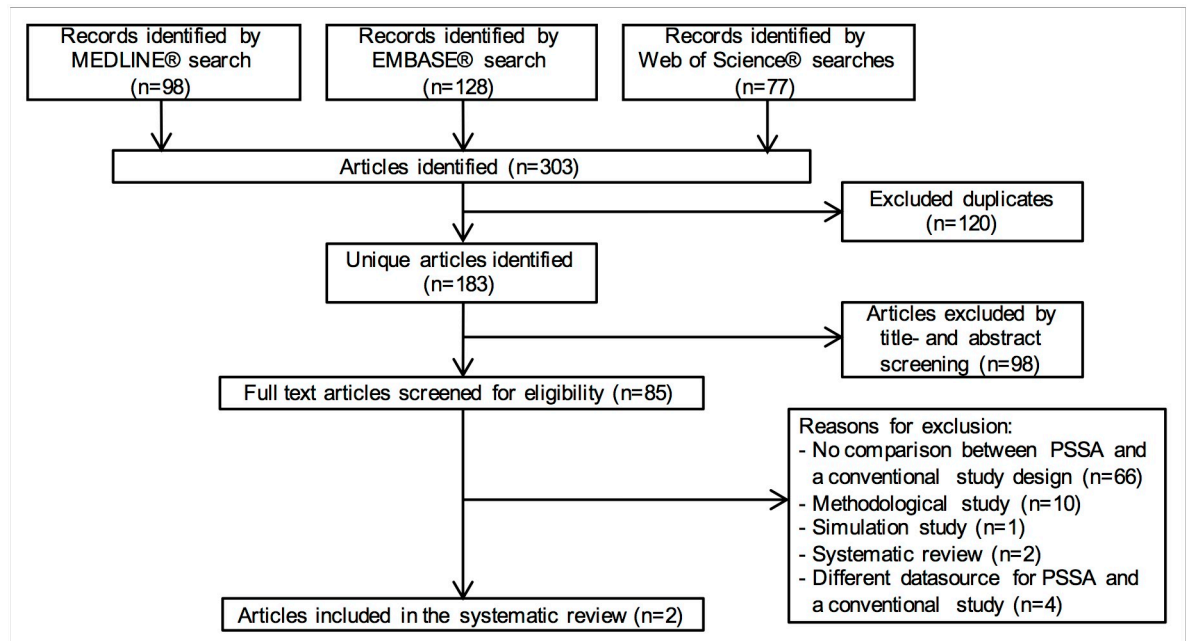 Records identified by
MEDLINE® search
(n=98)
Records identified by
EMBASE® search
(n=128)
Records identified by
Web of Science® searches
(n=77)
Articles identified (n=303)
Excluded duplicates
(n=120)
Unique articles identified
(n=183)
Articles excluded by
title- and abstract
screening (n=98)
Full text articles screened for eligibility (n=85)
Reasons for exclusion:
- No comparison between PSSA and
a conventional study design (n=66)
- Methodological study (n=10)
- Simulation study (n=1)
- Systematic review (n=2)
- Different datasource for PSSA and
a conventional study (n=4)
Articles included in the systematic review (n=2)